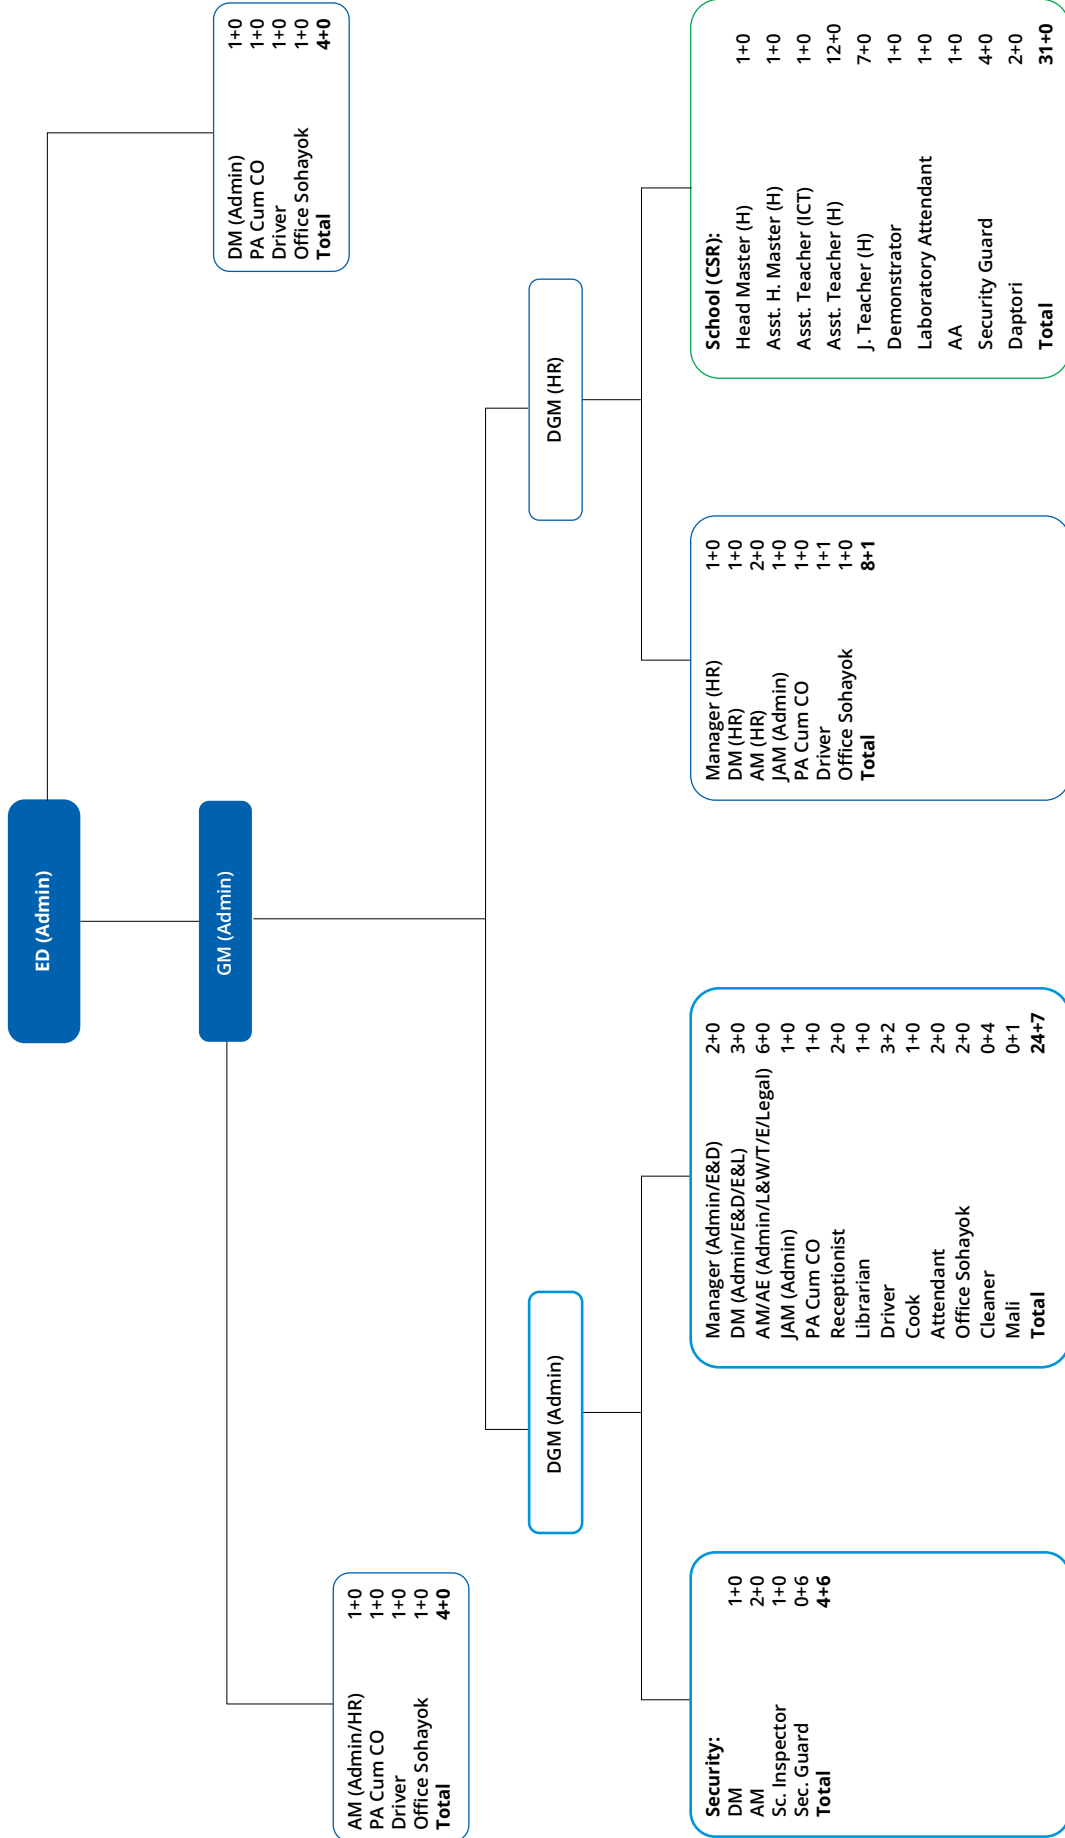 ED (Admin)
DM (Admin) 1+0
PA Cum CO 1+0
Driver 1+0
Office Sohayok 1+0
Total 4+0
GM (Admin)
AM (Admin/HR) 1+0
PA Cum CO 1+0
Driver 1+0
Office Sohayok 1+0
Total 4+0
DGM (Admin)
DGM (HR)
Security:
DM 1+0
AM 2+0
Sc. Inspector 1+0
Sec. Guard 0+6
Total 4+6
Manager (Admin/E&D) 2+0
DM (Admin/E&D/E&L) 3+0
AM/AE (Admin/L&W/T/E/Legal) 6+0
JAM (Admin) 1+0
PA Cum CO 1+0
Receptionist 2+0
Librarian 1+0
Driver 3+2
Cook 1+0
Attendant 2+0
Office Sohayok 2+0
Cleaner 0+4
Mali 0+1
Total 24+7
Manager (HR) 1+0
DM (HR) 1+0
AM (HR) 2+0
JAM (Admin) 1+0
PA Cum CO 1+0
Driver 1+1
Office Sohayok 1+0
Total 8+1
School (CSR):
Head Master (H) 1+0
Asst. H. Master (H) 1+0
Asst. Teacher (ICT) 1+0
Asst. Teacher (H) 12+0
J. Teacher (H) 7+0
Demonstrator 1+0
Laboratory Attendant 1+0
AA 1+0
Security Guard 4+0
Daptori 2+0
Total 31+0